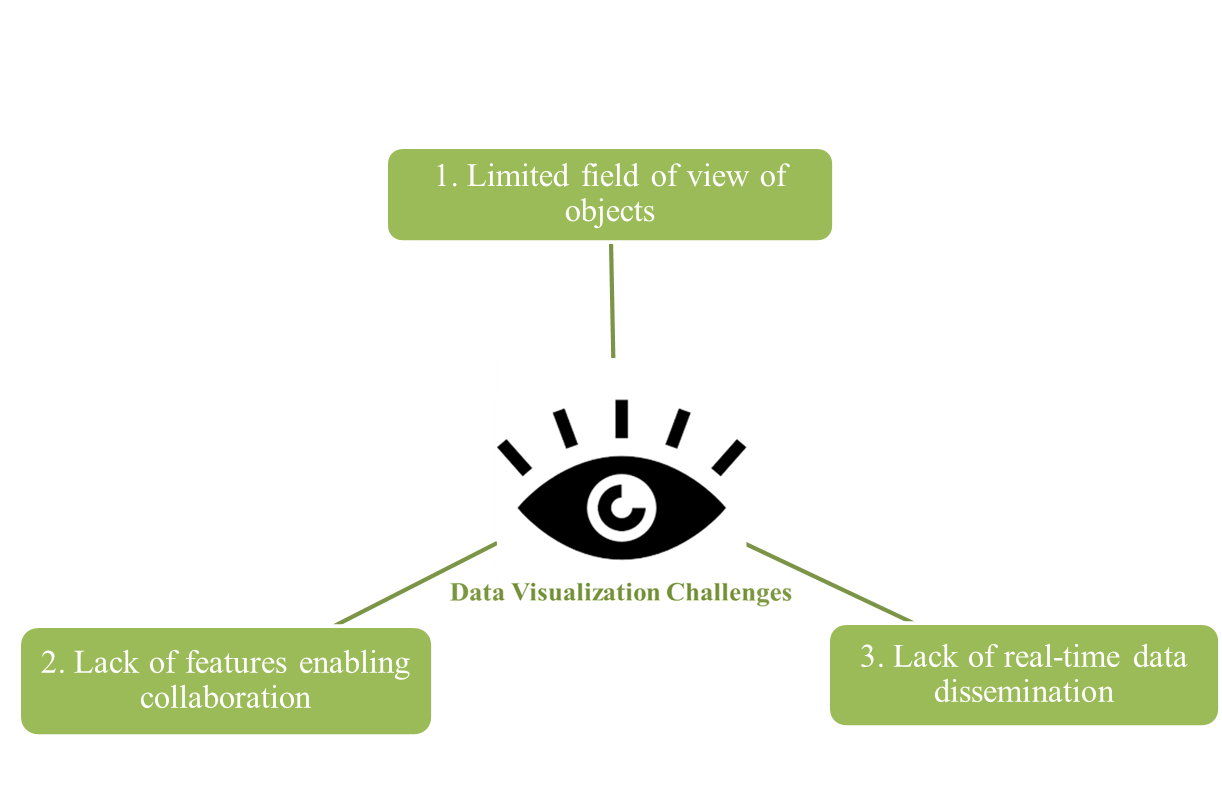 1. Limited field of view of
objects
Data Visualization Challenges
2. Lack of features enabling
collaboration
3. Lack of real-time data
dissemination